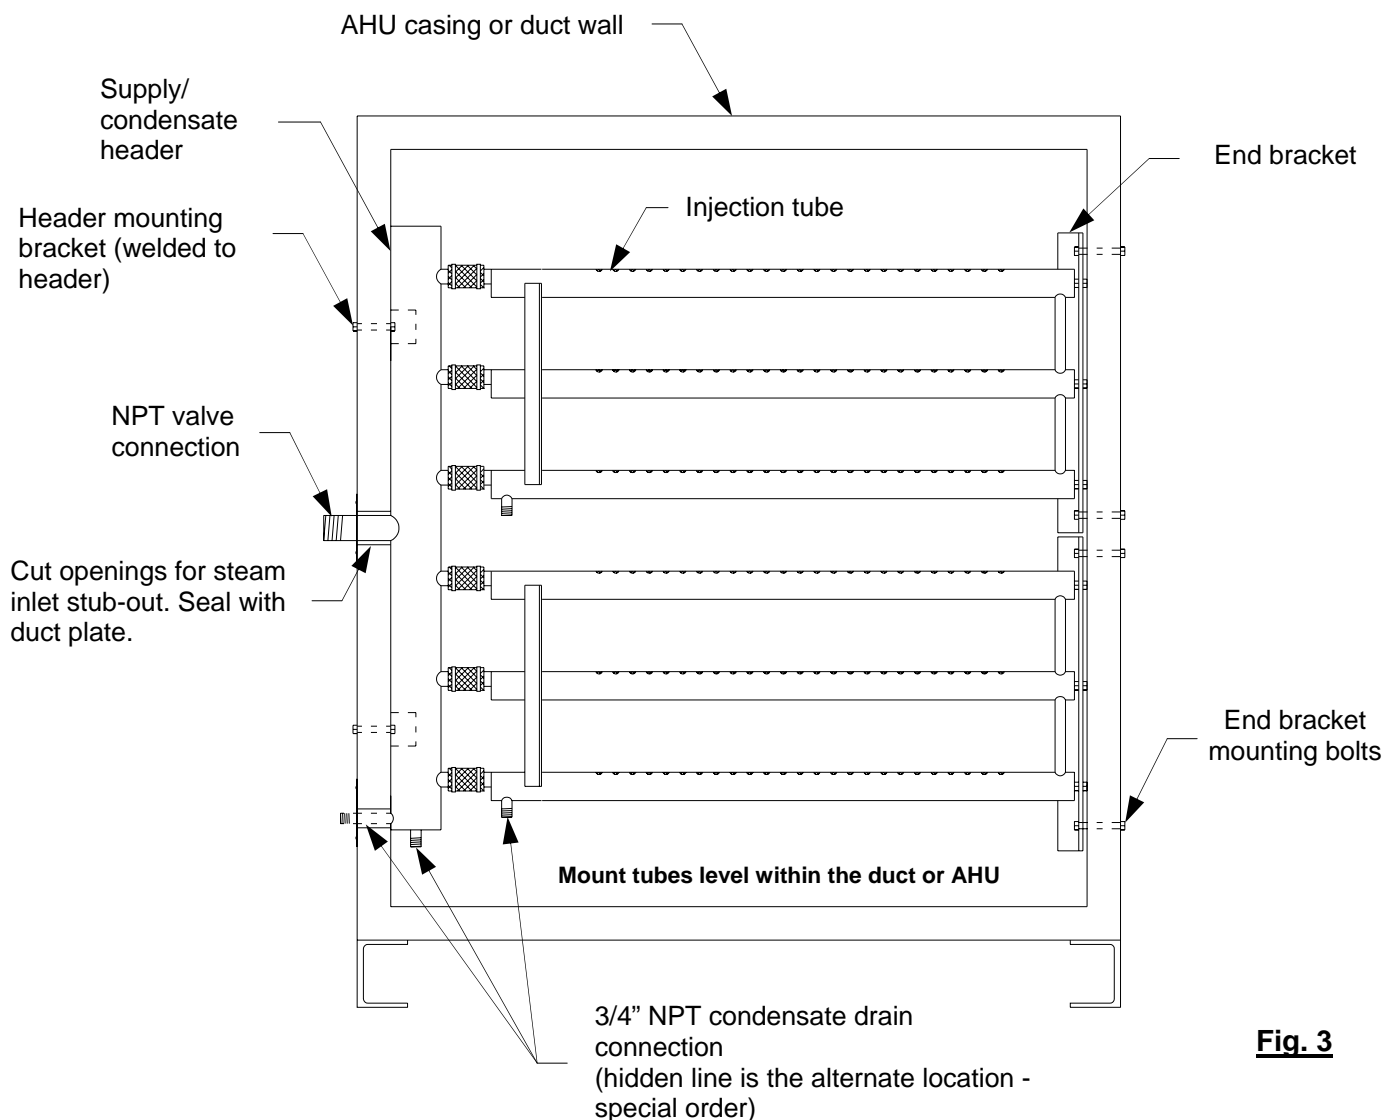 AHU casing or duct wall
Supply/
condensate
header
End bracket
Header mounting
bracket (welded to
header)
Injection tube
NPT valve
connection
Cut openings for steam
inlet stub-out. Seal with
duct plate.
End bracket
mounting bolts
Mount tubes level within the duct or AHU
3/4” NPT condensate drain
connection
(hidden line is the alternate location -
special order)
Fig. 3